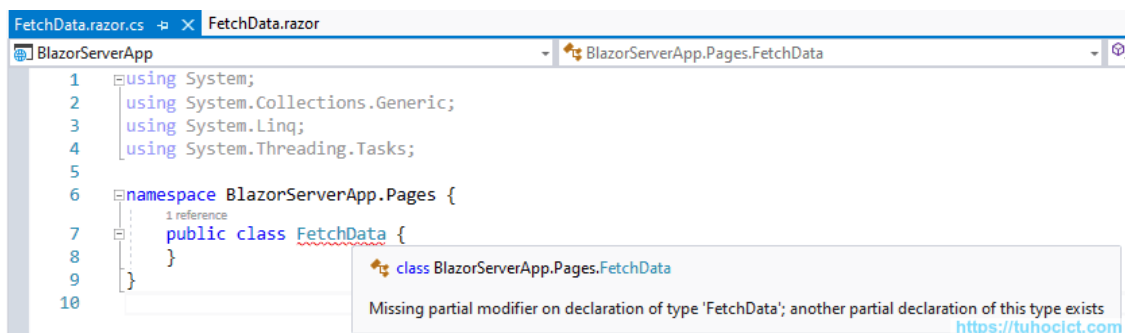 FetchData.razor.cs FetchData.razor
BlazorServerApp BlazorServerApp.Pages.FetchData
1 using System;
2 using System.Collections.Generic;
3 using System.Linq;
4 using System.Threading.Tasks;
5
6 namespace BlazorServerApp.Pages {
1 reference
7 public class FetchData {
8 }
9 }
10
class BlazorServerApp.Pages.FetchData
Missing partial modifier on declaration of type 'FetchData'; another partial declaration of this type exists
https://tuhocict.com